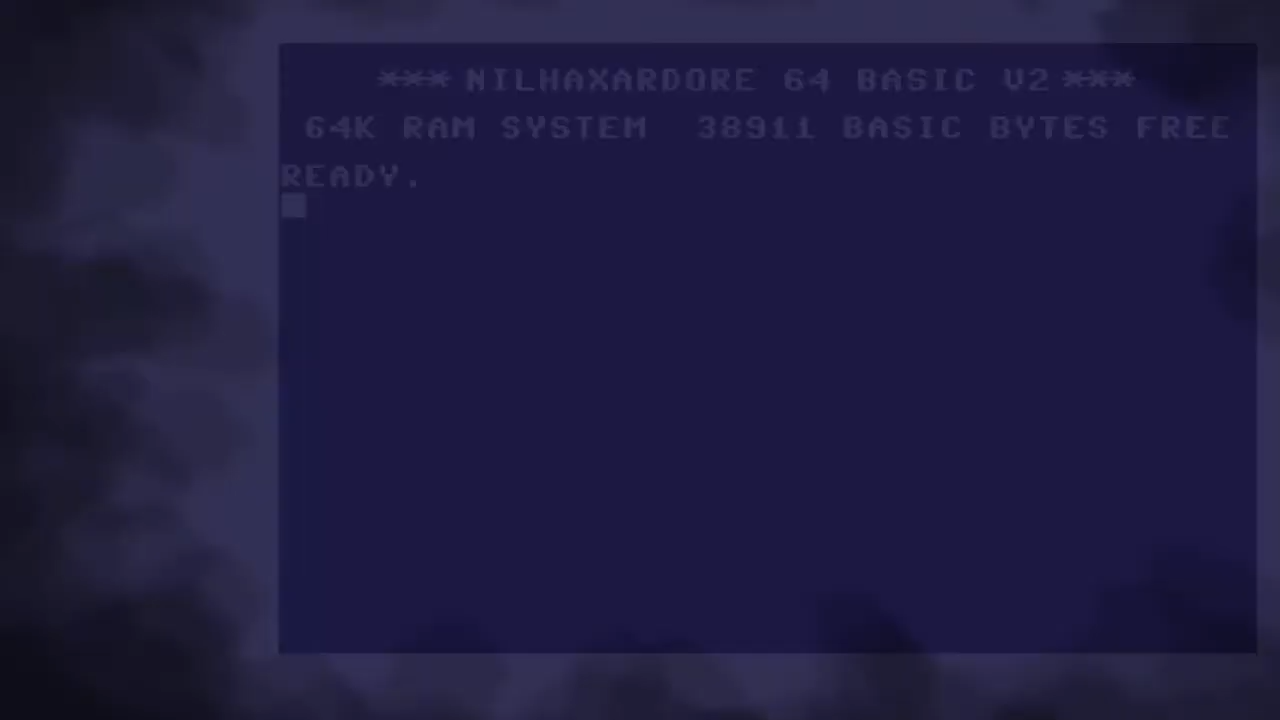 *** NILHAXARDORE 64 BASIC V2 ***
64K RAM SYSTEM  38911 BASIC BYTES FREE
READY.